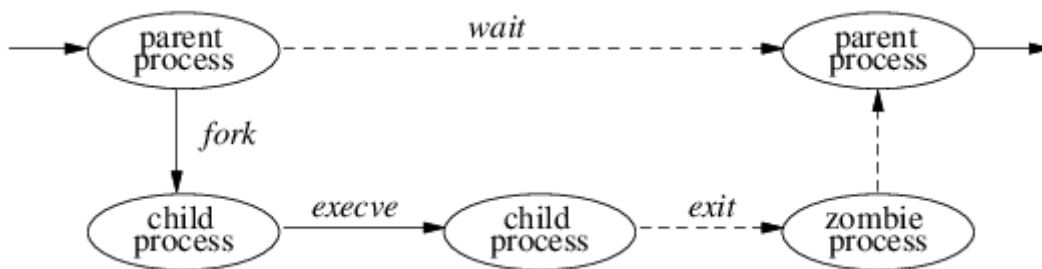 parent
process
wait
parent
process
fork
child
process
execve
child
process
exit
zombie
process